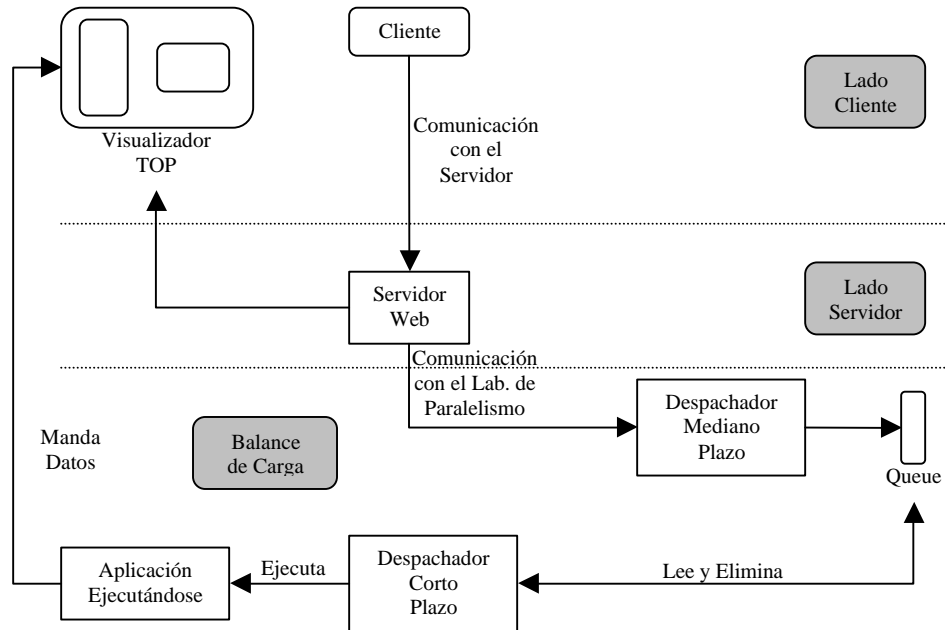 Cliente
Lado
Cliente
Visualizador
TOP
Comunicación
con el
Servidor
Servidor
Web
Lado
Servidor
Comunicación
con el Lab. de
Paralelismo
Despachador
Mediano
Plazo
Manda
Datos
Balance
de Carga
Queue
Aplicación
Ejecutándose
Ejecuta
Despachador
Corto
Plazo
Lee y Elimina